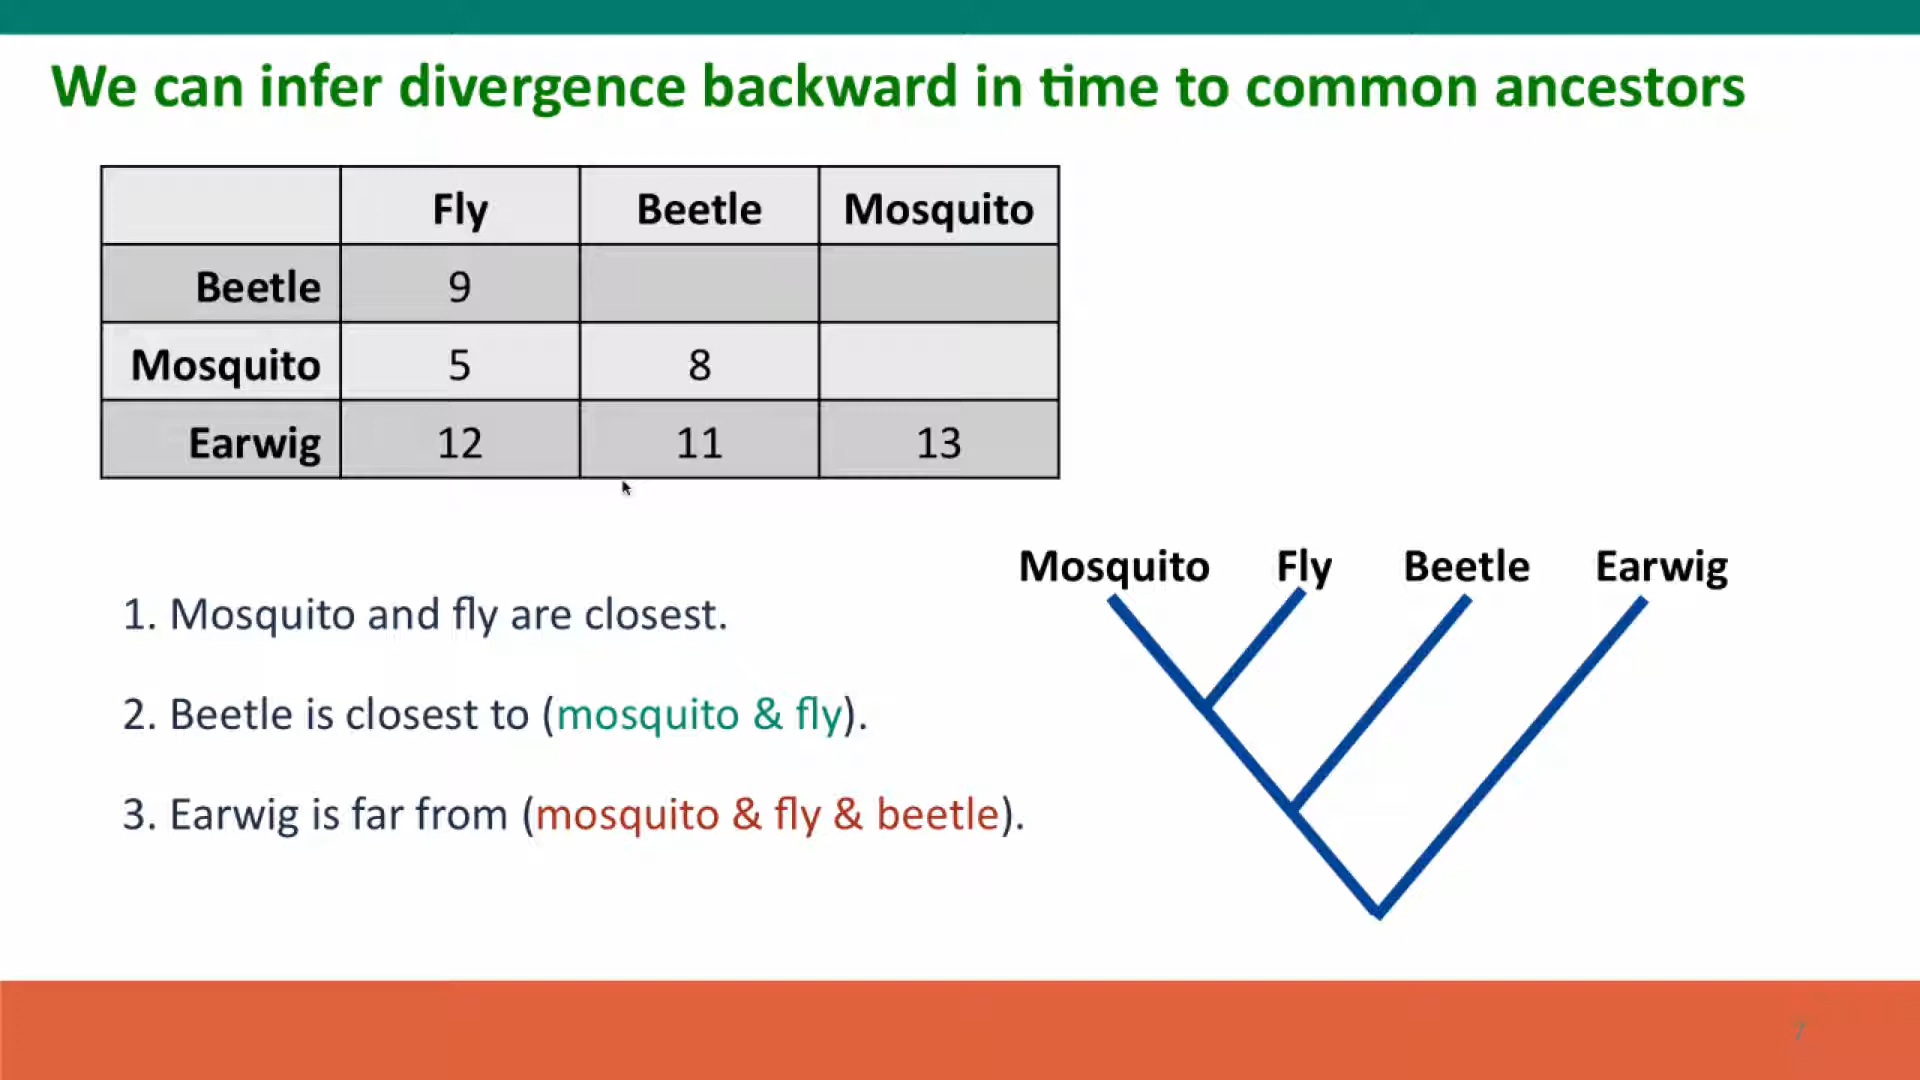 We can infer divergence backward in time to common ancestors
Fly Beetle Mosquito
Beetle 9
Mosquito 5 8
Earwig 12 11 13
Mosquito Fly Beetle Earwig
1. Mosquito and fly are closest.
2. Beetle is closest to (mosquito & fly).
3. Earwig is far from (mosquito & fly & beetle).
7